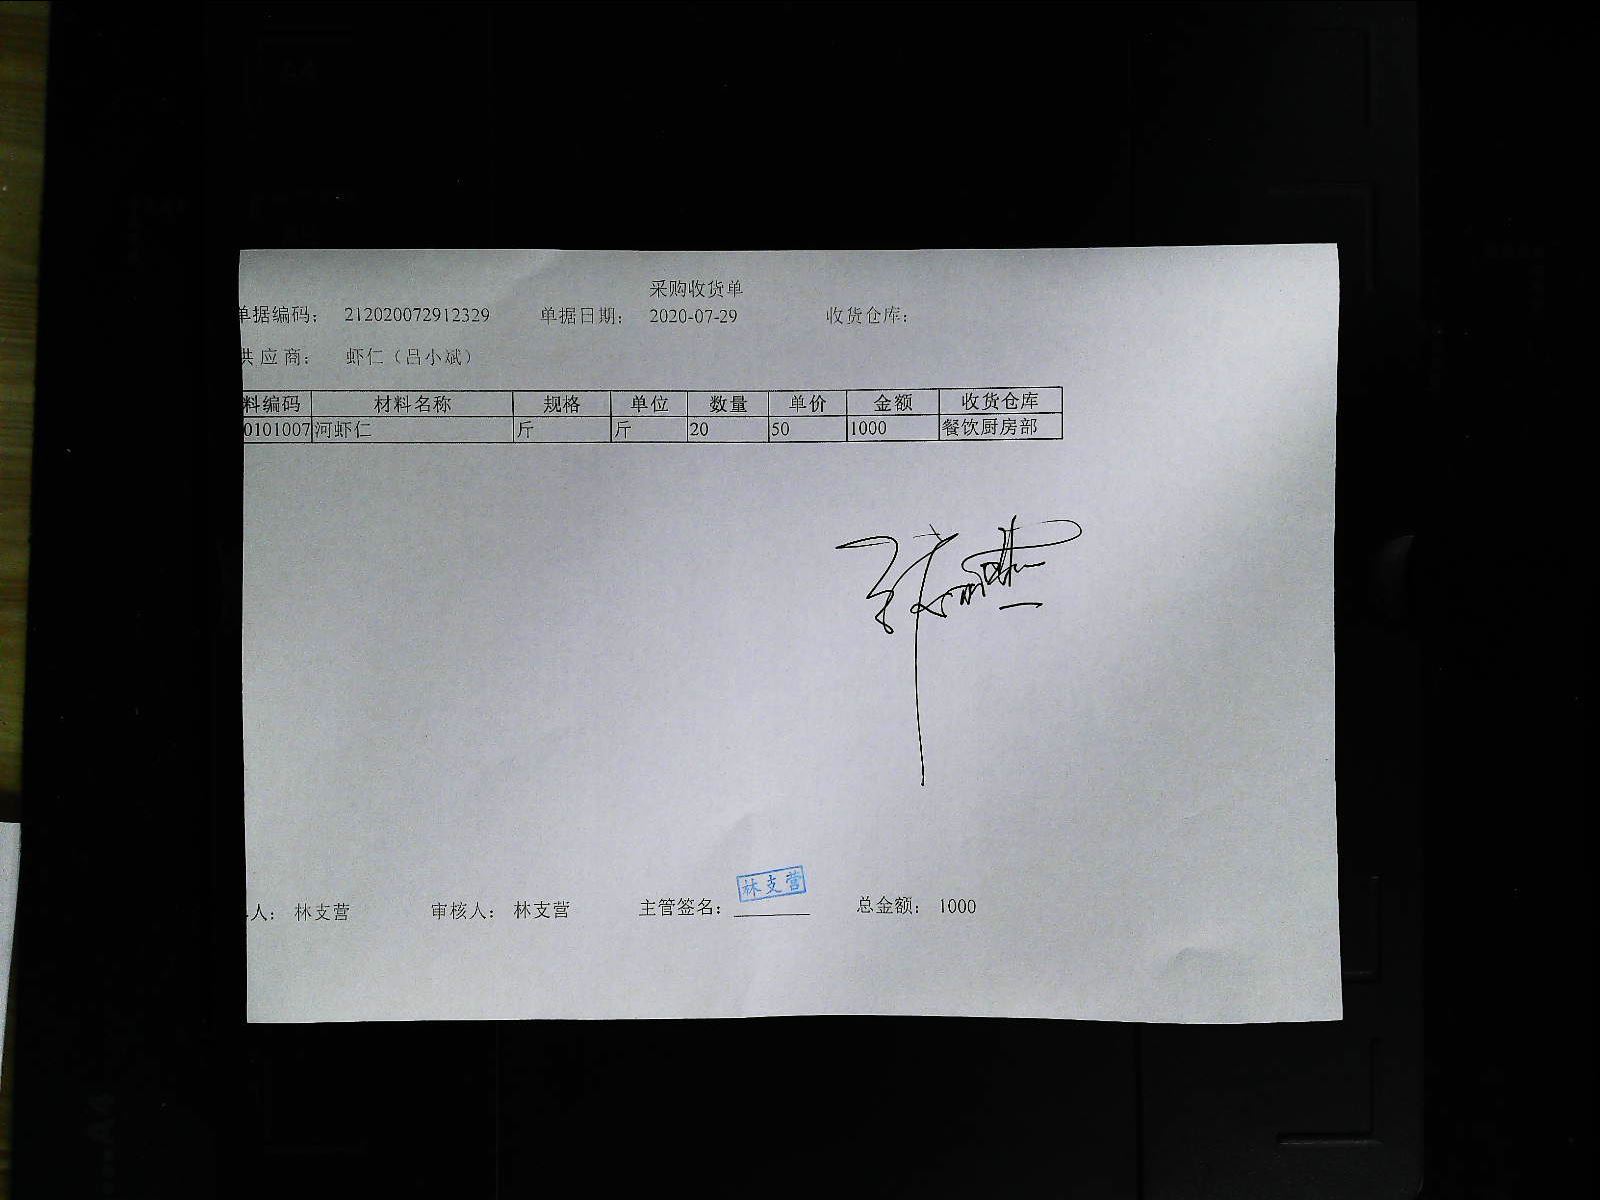 采购收货单
单据编码： 212020072912329 单据日期： 2020-07-29 收货仓库：
供应商： 虾仁（吕小斌）
料编码 材料名称 规格 单位 数量 单价 金额 收货仓库
0101007 河虾仁 斤 斤 20 50 1000 餐饮厨房部
林支营
人： 林支营 审核人： 林支营 主管签名： 总金额： 1000